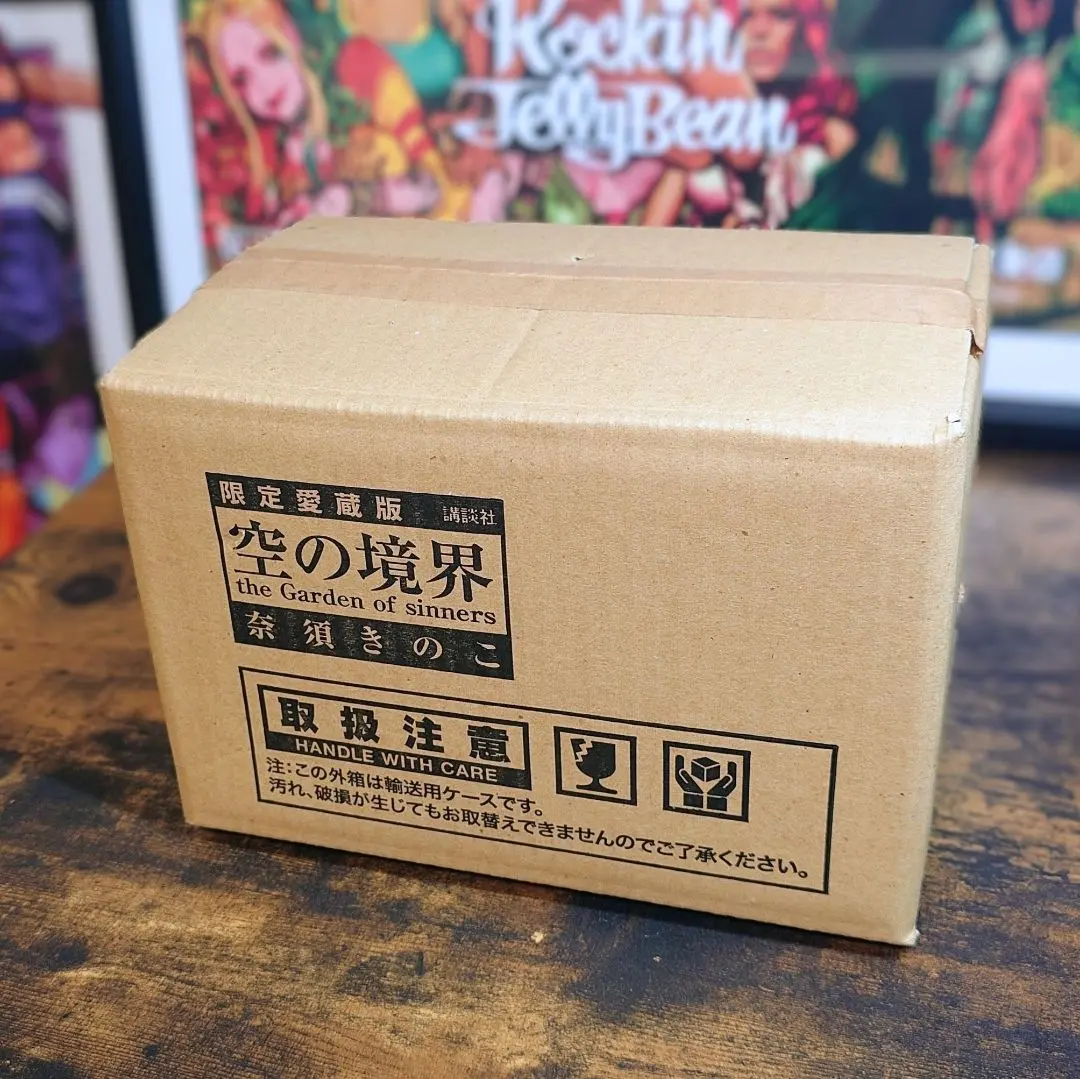 Rockin
JellyBean
限定愛蔵版 講談社
空の境界
the Garden of sinners
奈須きのこ
取扱注意
HANDLE WITH CARE
注:この外箱は輸送用ケースです。
汚れ、破損が生じてもお取替えできませんのでご了承ください。